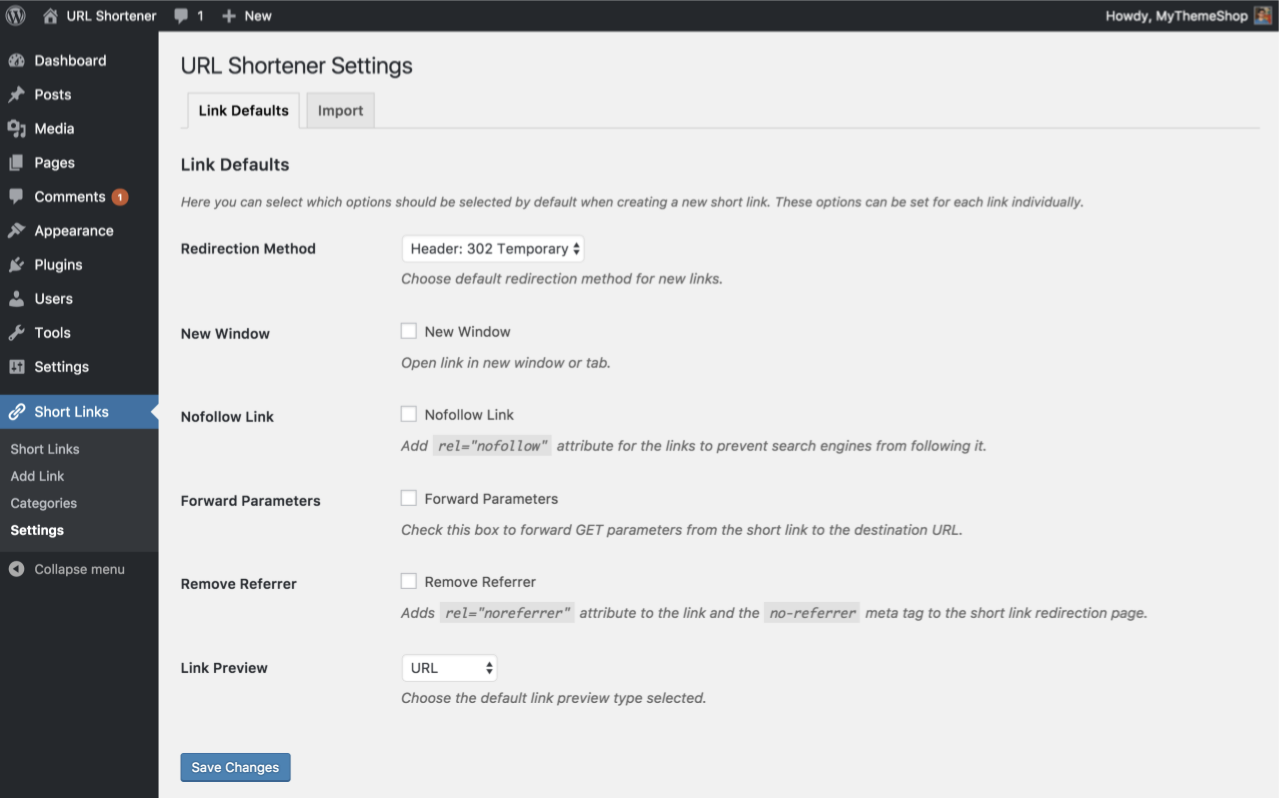 URL Shortener 1 New Howdy, MyThemeShop
Dashboard
Posts
Media
Pages
Comments 1
Appearance
Plugins
Users
Tools
Settings
Short Links
Short Links
Add Link
Categories
Settings
Collapse menu
URL Shortener Settings
Link Defaults Import
Link Defaults
Here you can select which options should be selected by default when creating a new short link. These options can be set for each link individually.
Redirection Method Header: 302 Temporary
Choose default redirection method for new links.
New Window New Window
Open link in new window or tab.
Nofollow Link Nofollow Link
Add rel="nofollow" attribute for the links to prevent search engines from following it.
Forward Parameters Forward Parameters
Check this box to forward GET parameters from the short link to the destination URL.
Remove Referrer Remove Referrer
Adds rel="noreferrer" attribute to the link and the no-referrer meta tag to the short link redirection page.
Link Preview URL
Choose the default link preview type selected.
Save Changes